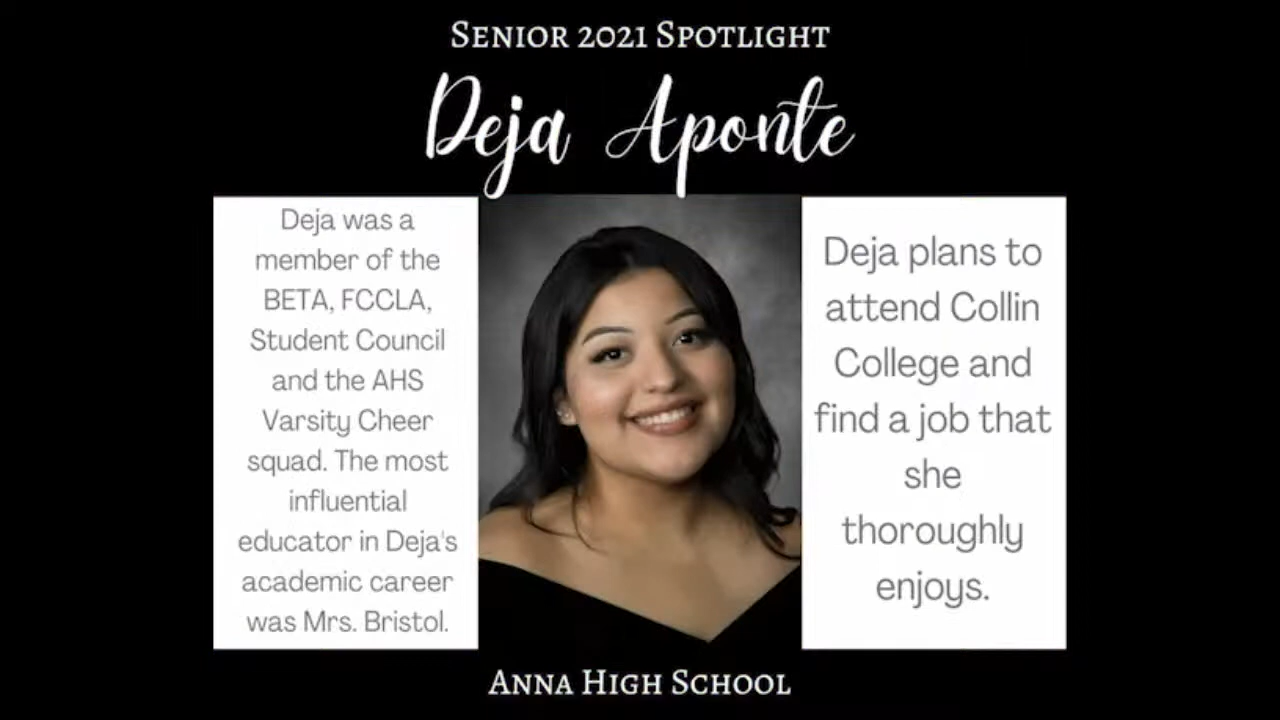 Senior 2021 Spotlight
Deja Aponte
Deja was a
member of the
BETA, FCCLA,
Student Council
and the AHS
Varsity Cheer
squad. The most
influential
educator in Deja's
academic career
was Mrs. Bristol.
Deja plans to
attend Collin
College and
find a job that
she
thoroughly
enjoys.
Anna High School